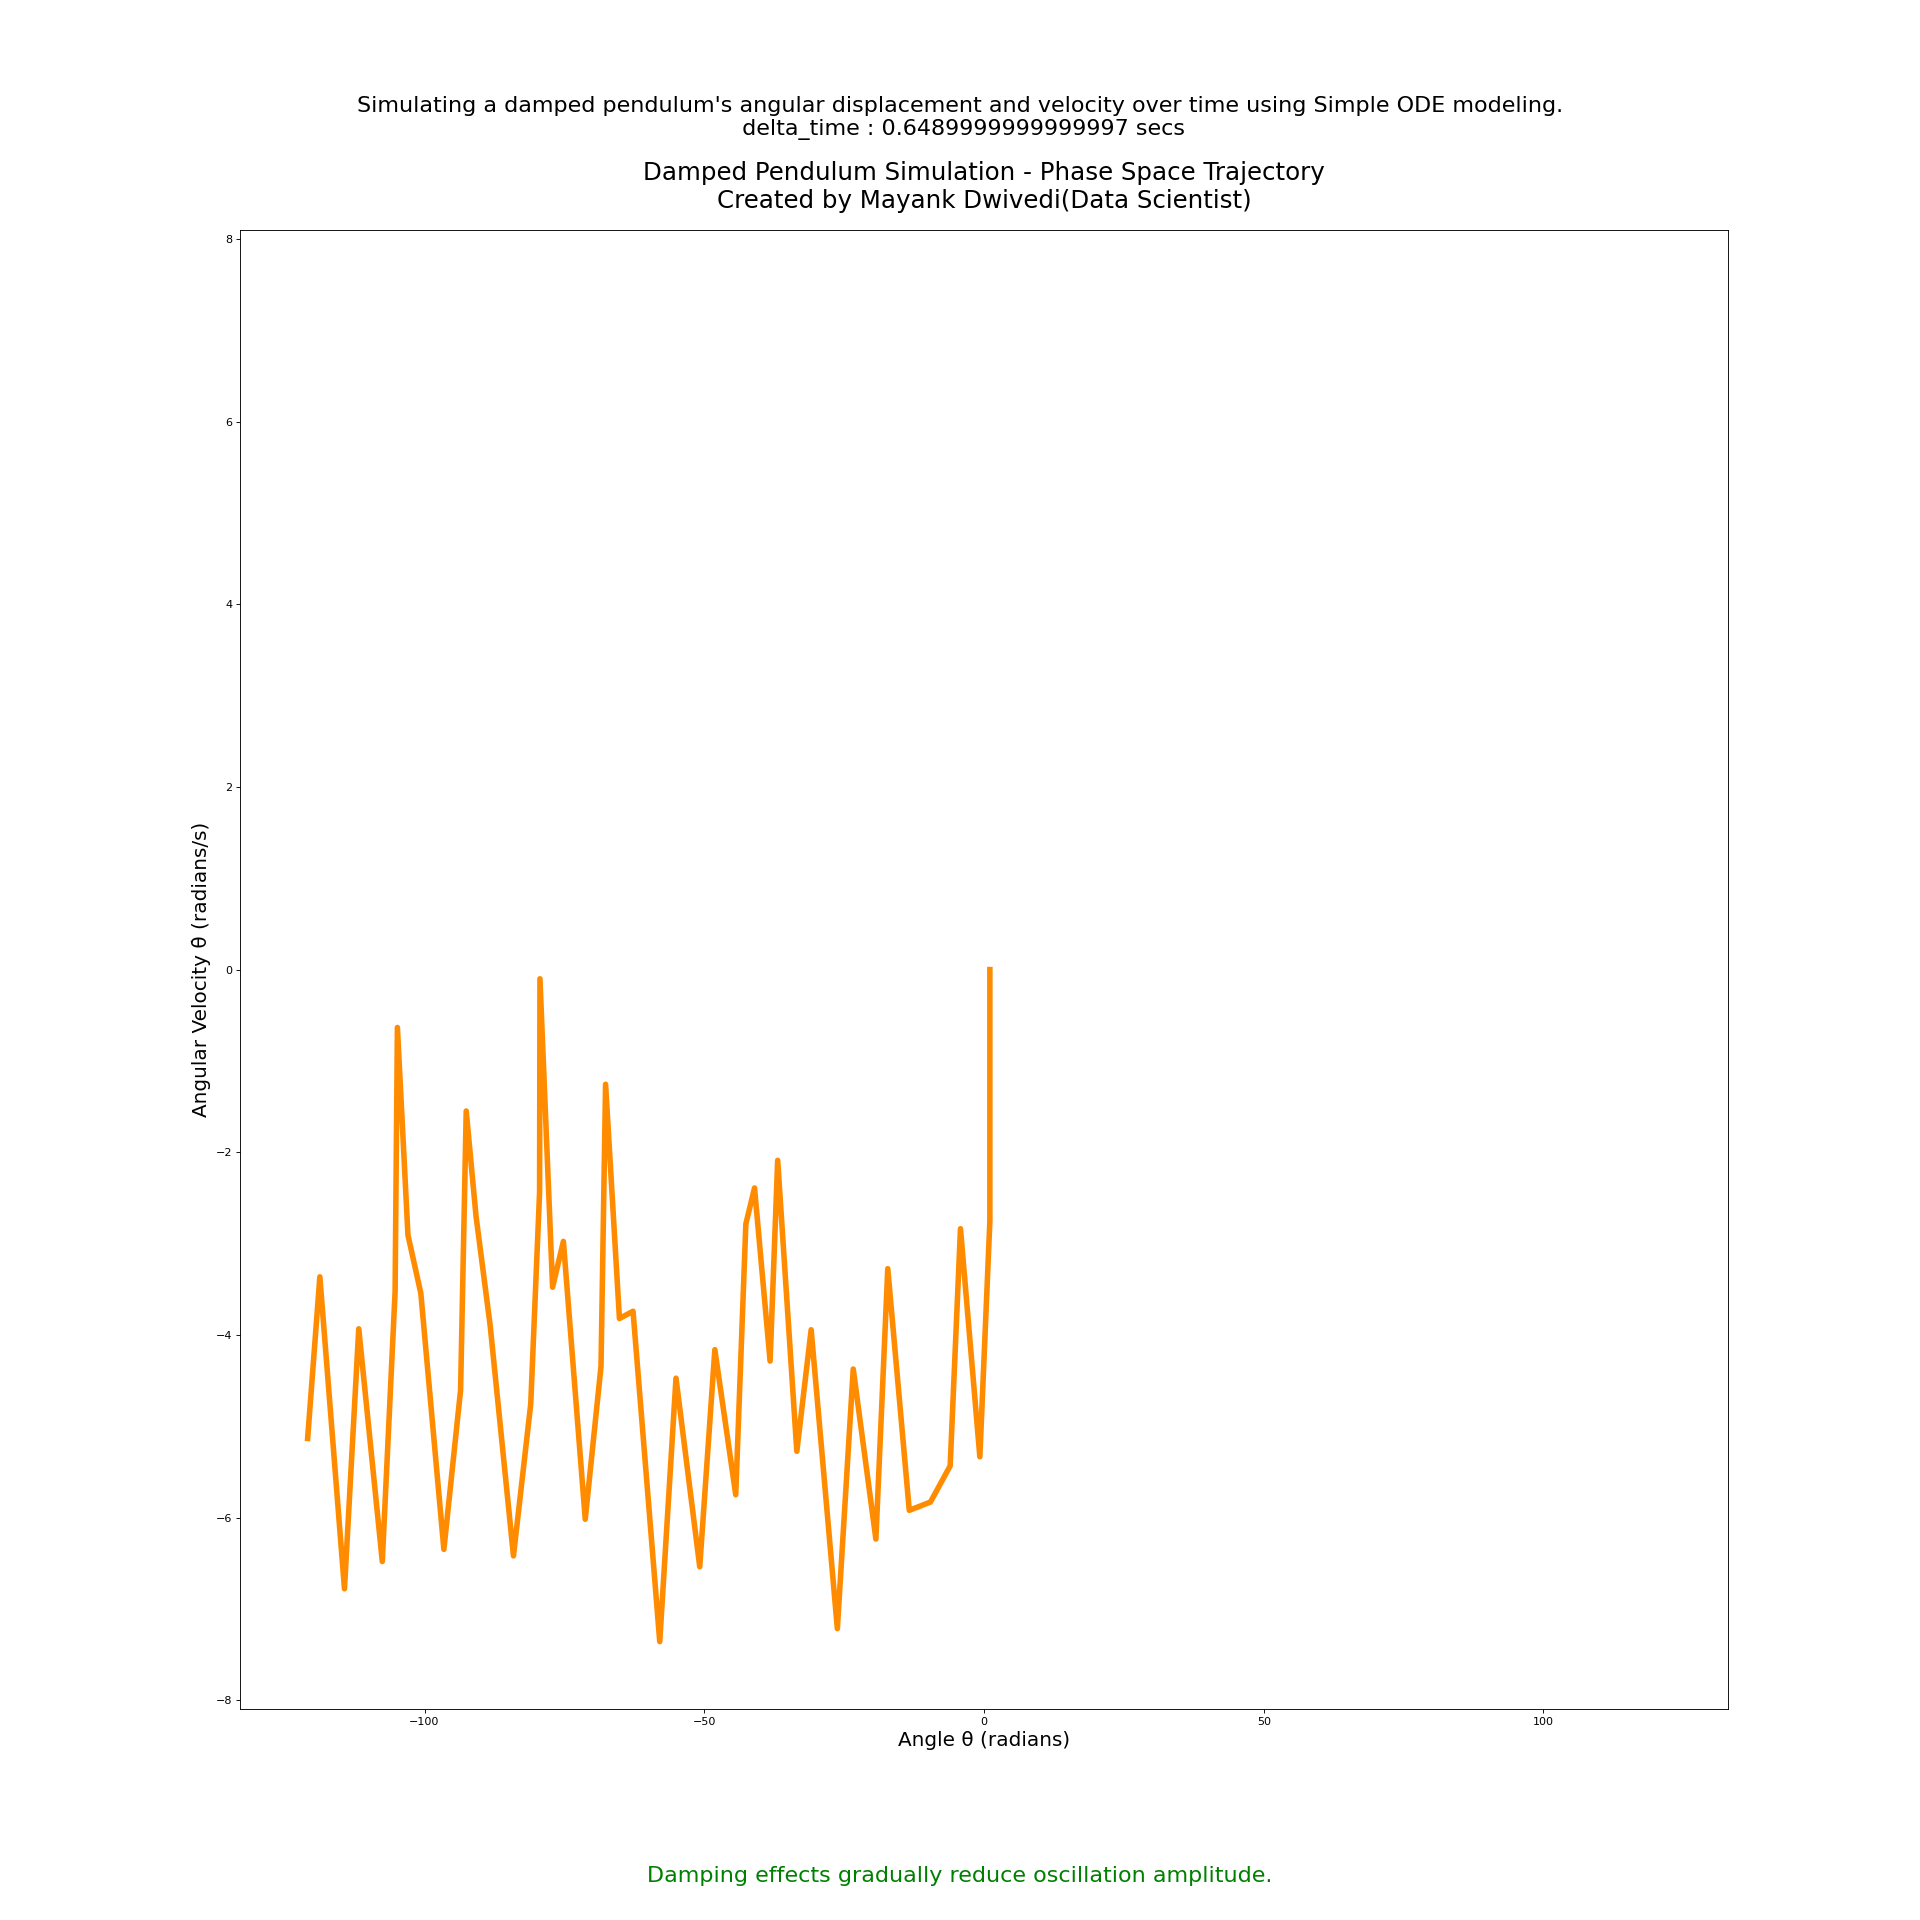 Simulating a damped pendulum's angular displacement and velocity over time using Simple ODE modeling.
delta_time : 0.6489999999999997 secs
Damped Pendulum Simulation - Phase Space Trajectory
Created by Mayank Dwivedi(Data Scientist)
8
6
4
2
0
−2
−4
−6
−8
Angular Velocity θ̇ (radians/s)
−100
−50
0
50
100
Angle θ (radians)
Damping effects gradually reduce oscillation amplitude.